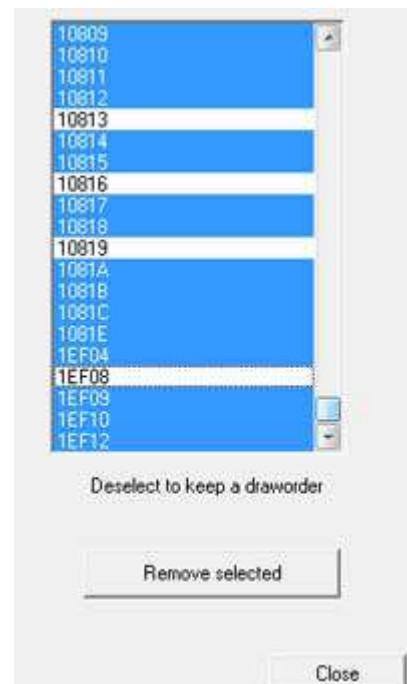 10809
10810
10811
10812
10813
10814
10815
10816
10817
10818
10819
1081A
1081B
1081C
1081E
1EF04
1EF08
1EF09
1EF10
1EF12
Deselect to keep a draworder
Remove selected
Close